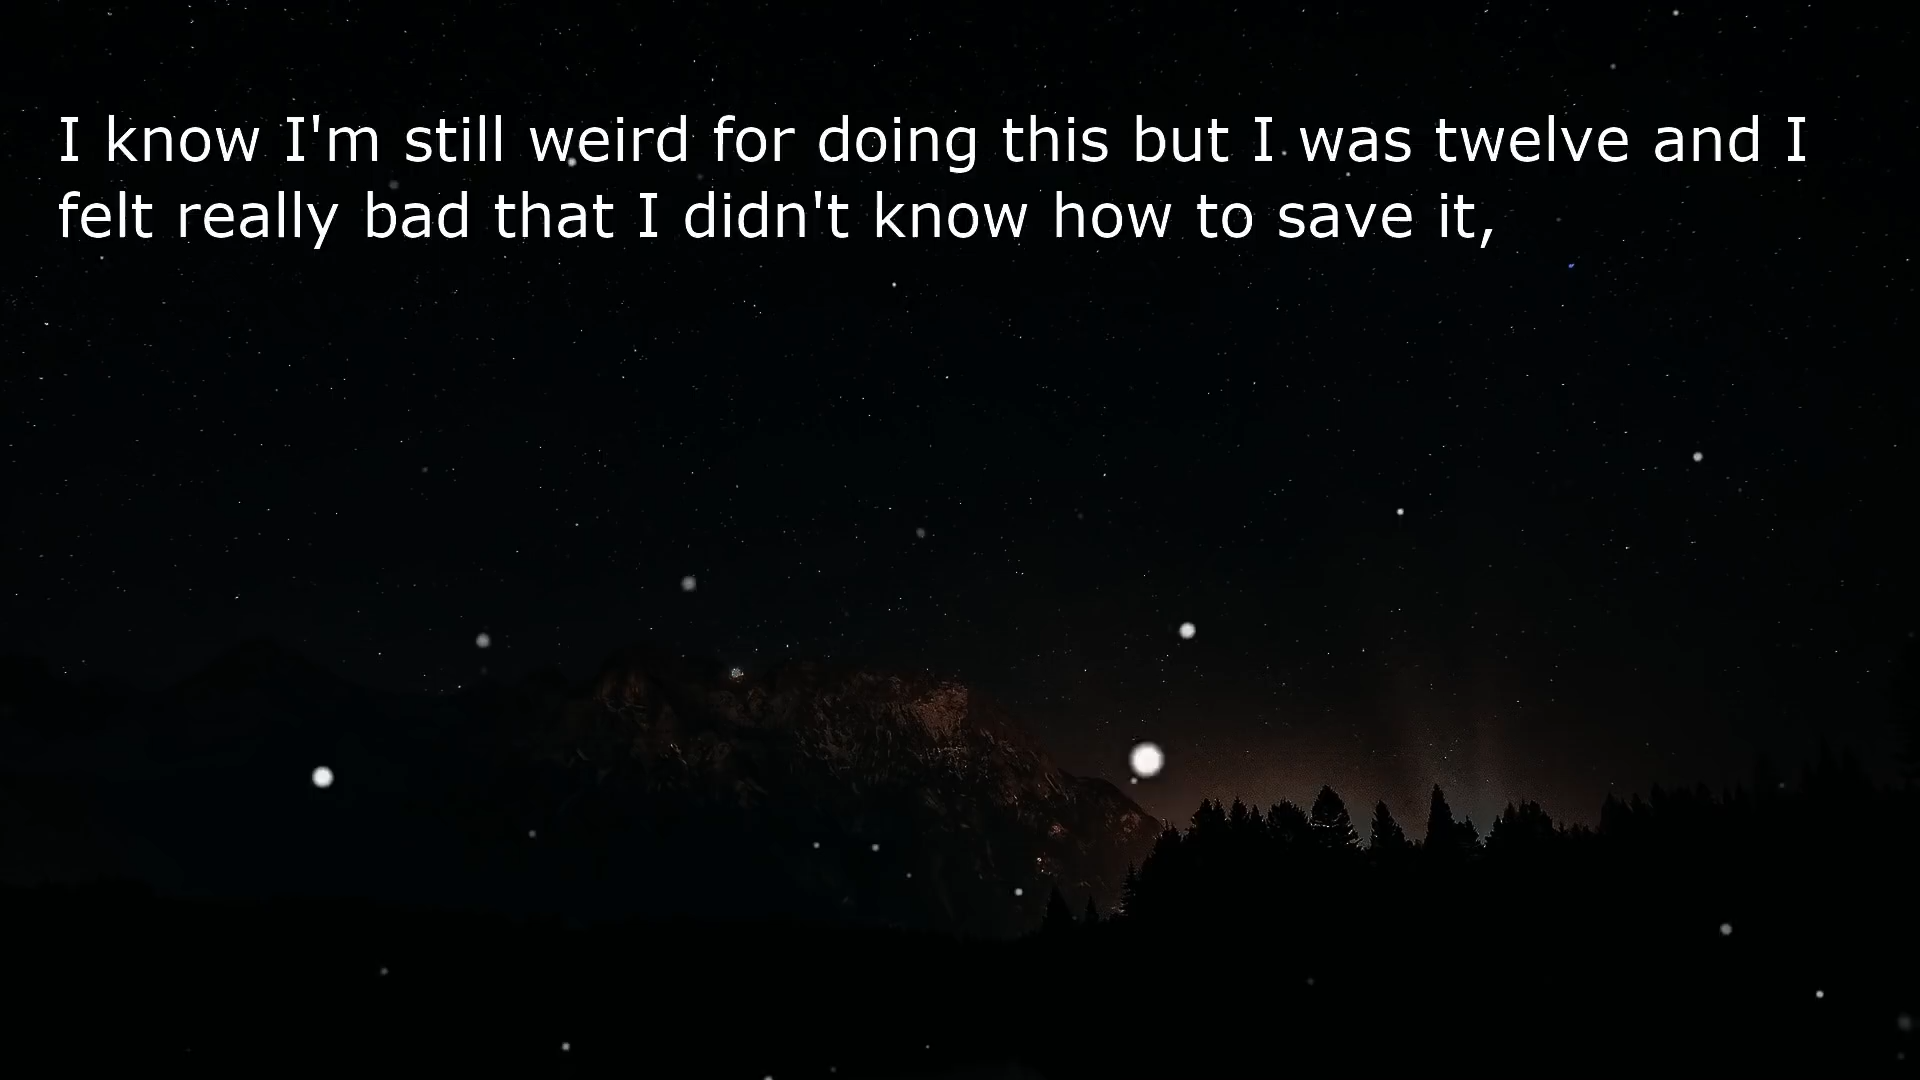 I know I'm still weird for doing this but I was twelve and I
felt really bad that I didn't know how to save it,